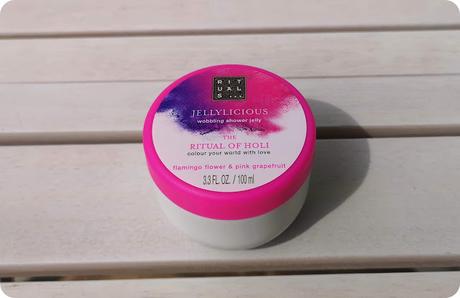 RIT
UAL
S...
JELLYLICIOUS
wobbling shower jelly
THE
RITUAL OF HOLI
colour your world with love
flamingo flower & pink grapefruit
3.3 FL. OZ. / 100 ml